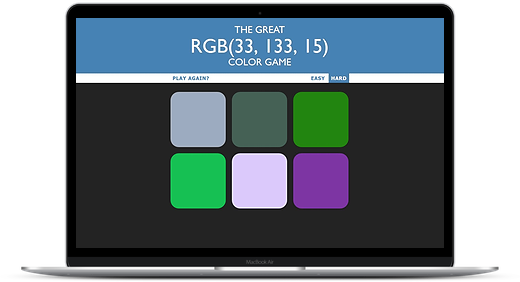 THE GREAT
RGB(33, 133, 15)
COLOR GAME
PLAY AGAIN? EASY HARD
MacBook Air